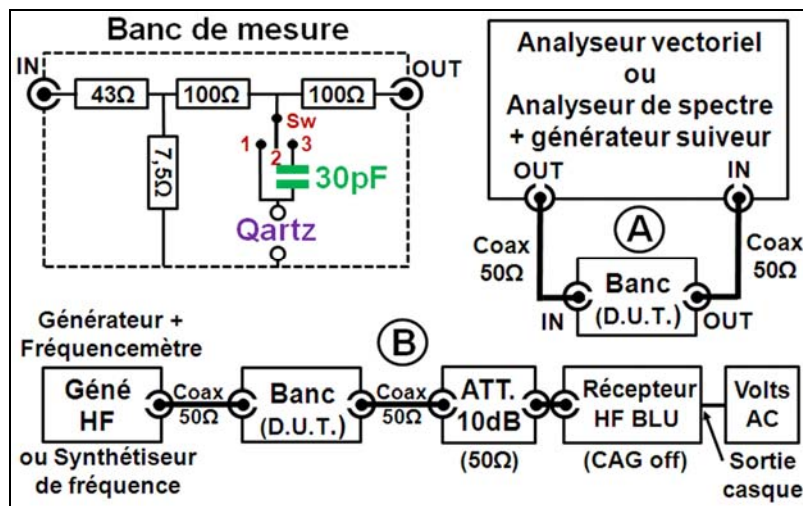 Banc de mesure
IN
OUT
43Ω
100Ω
100Ω
7,5Ω
Sw
1
2
3
30pF
Qartz
Analyseur vectoriel
ou
Analyseur de spectre
+ générateur suiveur
OUT
IN
A
Coax
50Ω
Coax
50Ω
Banc
(D.U.T.)
IN
OUT
B
Générateur +
Fréquencemètre
Géné
HF
ou Synthétiseur
de fréquence
Coax
50Ω
Banc
(D.U.T.)
Coax
50Ω
ATT.
10dB
(50Ω)
Récepteur
HF BLU
(CAG off)
Volts
AC
Sortie
casque